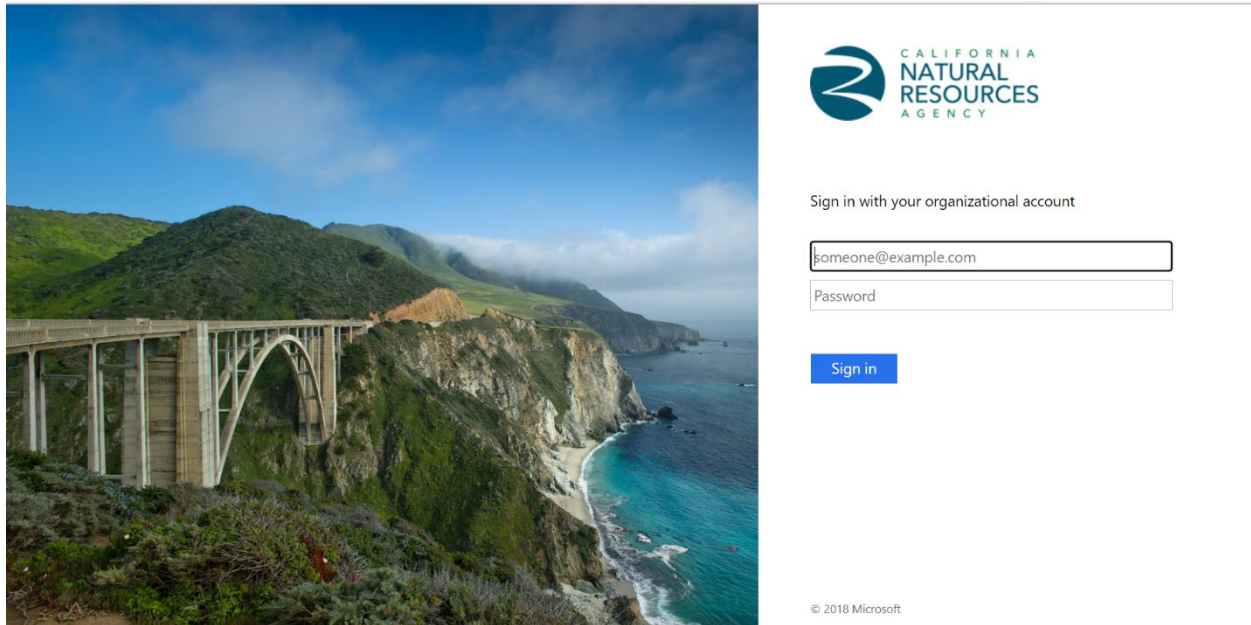 CALIFORNIA
NATURAL
RESOURCES
AGENCY
Sign in with your organizational account
someone@example.com
Password
Sign in
© 2018 Microsoft